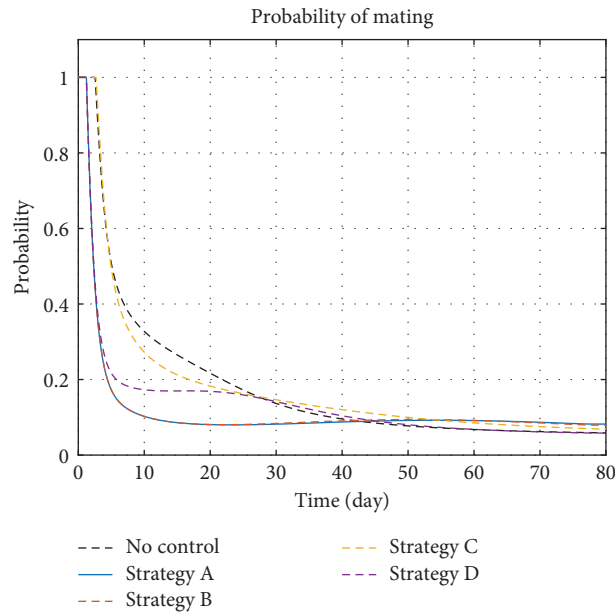 Probability of mating
1
0.8
0.6
0.4
0.2
0
Probability
0 10 20 30 40 50 60 70 80
Time (day)
No control
Strategy A
Strategy B
Strategy C
Strategy D